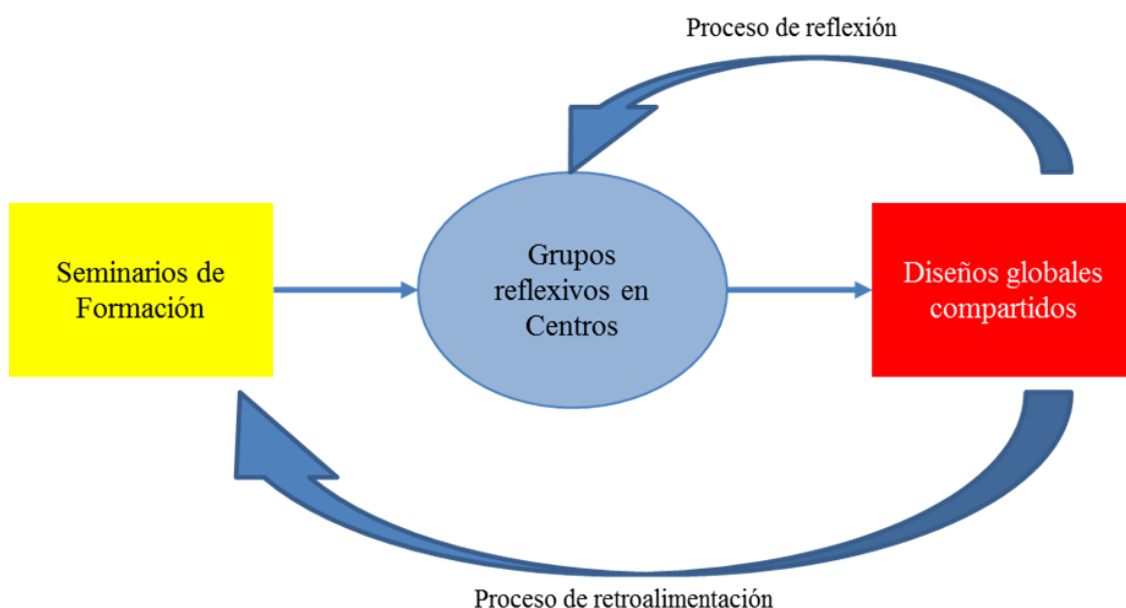 Proceso de reflexión
Seminarios de
Formación
Grupos
reflexivos en
Centros
Diseños globales
compartidos
Proceso de retroalimentación